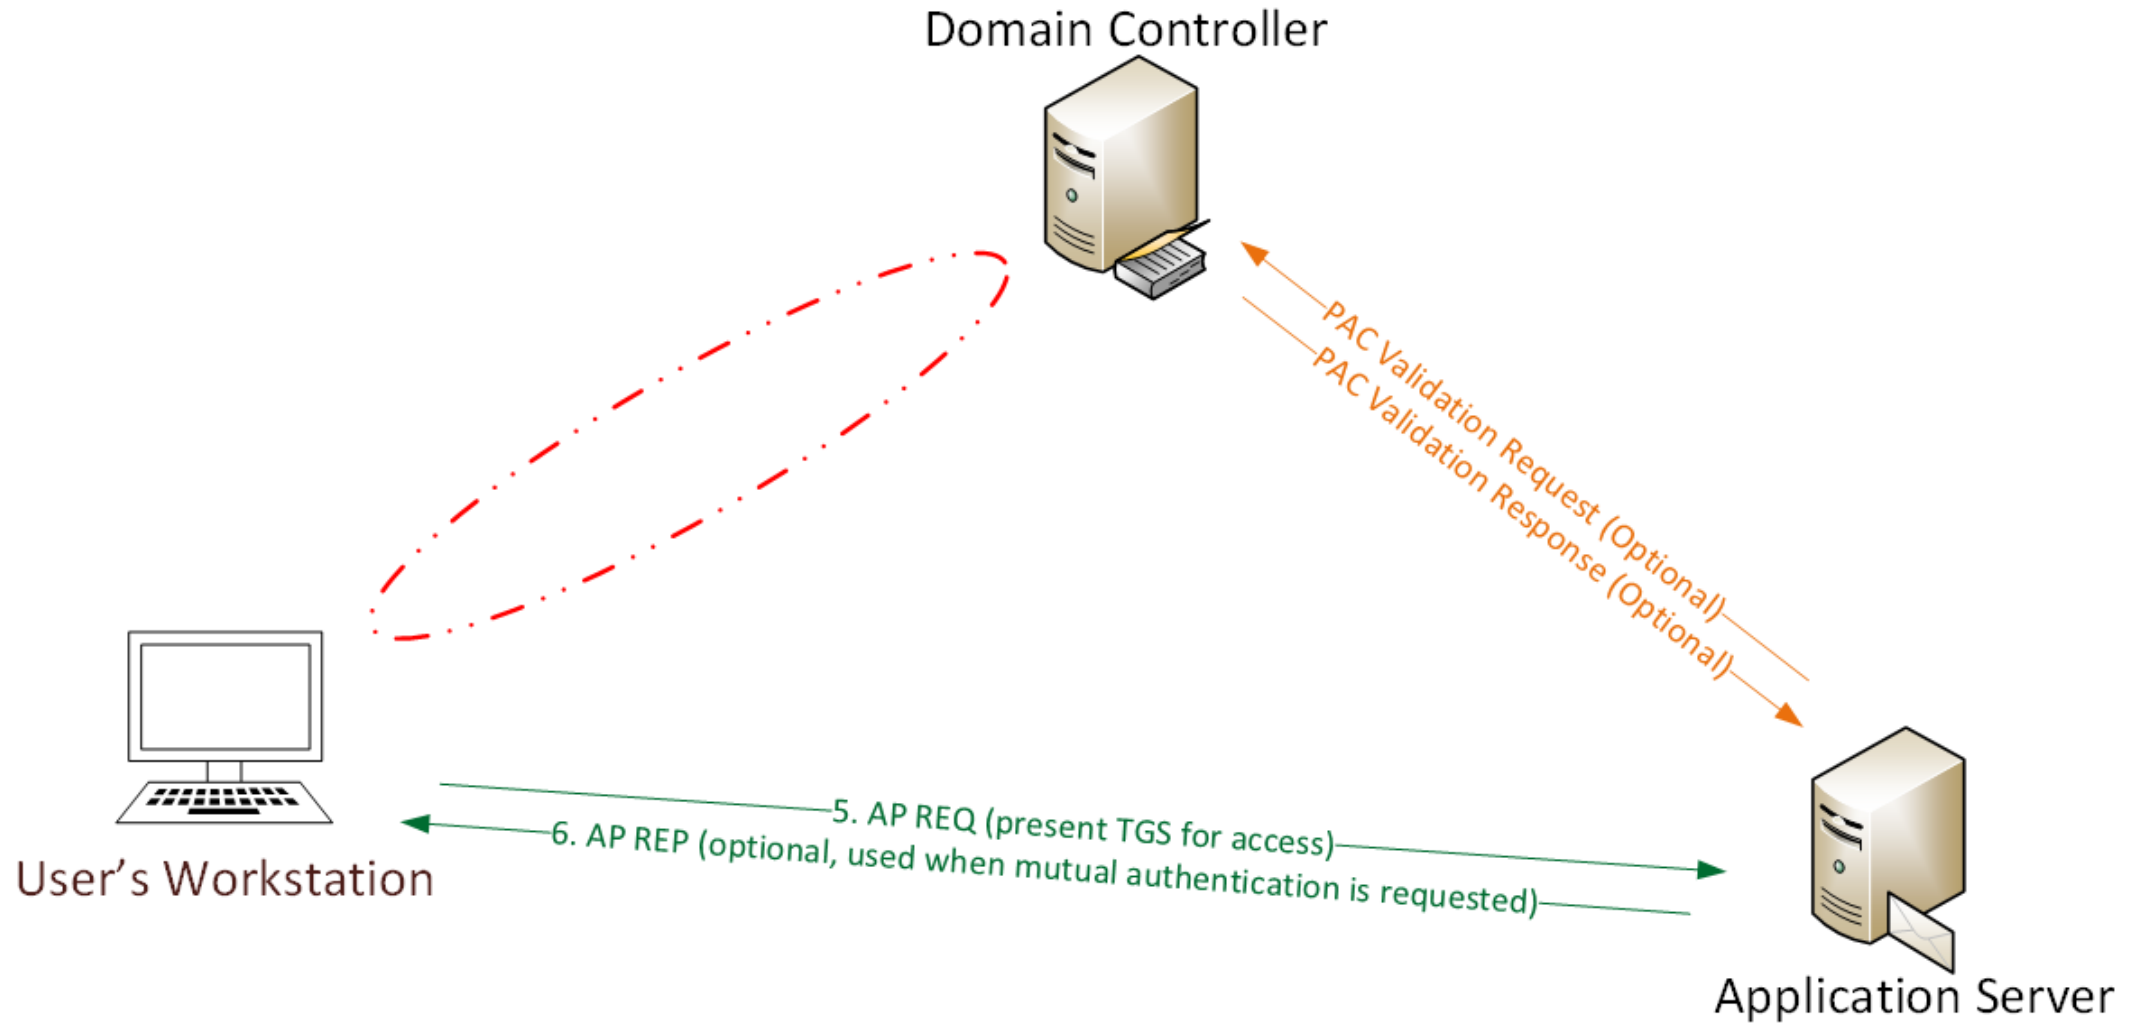 Domain Controller
PAC Validation Request (Optional)
PAC Validation Response (Optional)
5. AP REQ (present TGS for access)
6. AP REP (optional, used when mutual authentication is requested)
User’s Workstation
Application Server